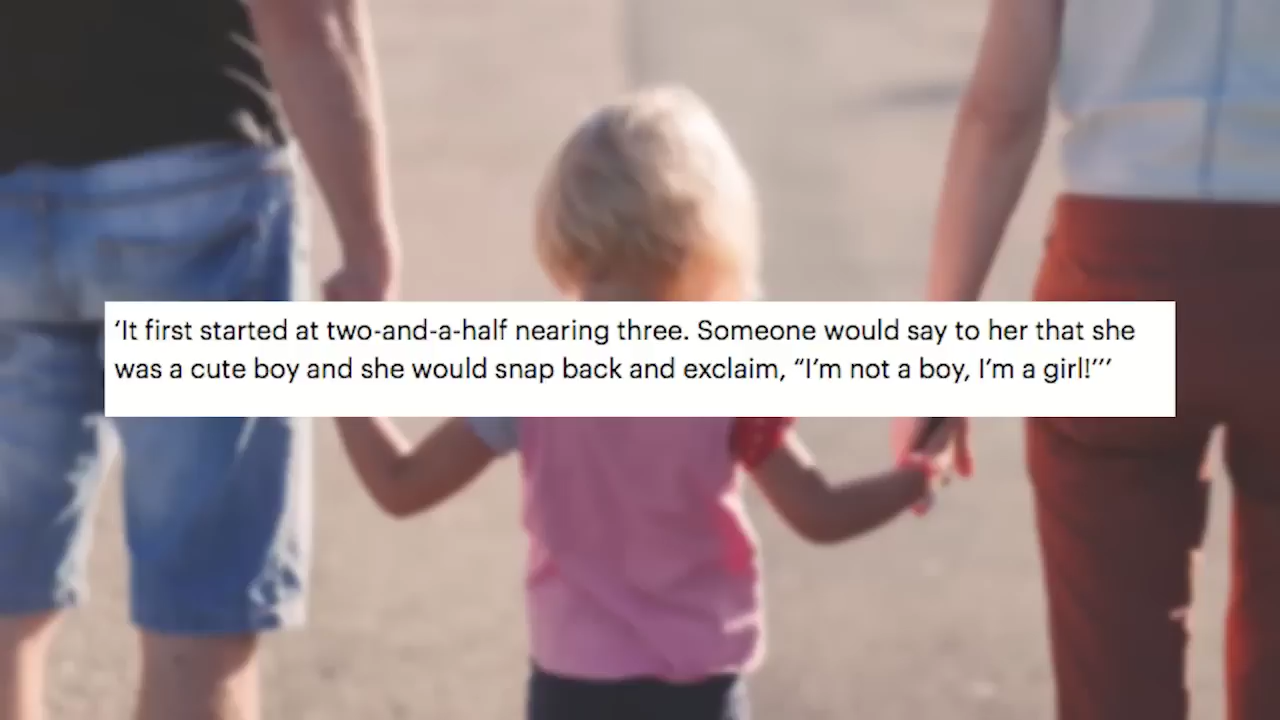 ‘It first started at two-and-a-half nearing three. Someone would say to her that she
was a cute boy and she would snap back and exclaim, “I’m not a boy, I’m a girl!’’’